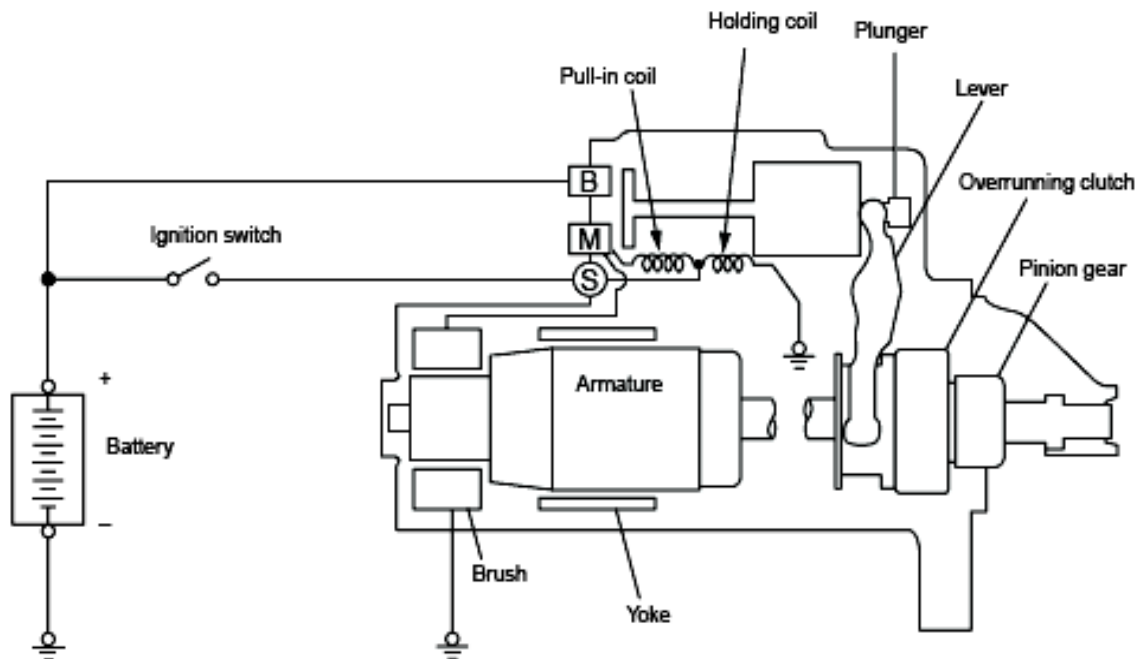 Holding coil
Plunger
Pull-in coil
Lever
B
Overrunning clutch
Ignition switch
M
Pinion gear
S
+
Armature
Battery
–
Brush
Yoke